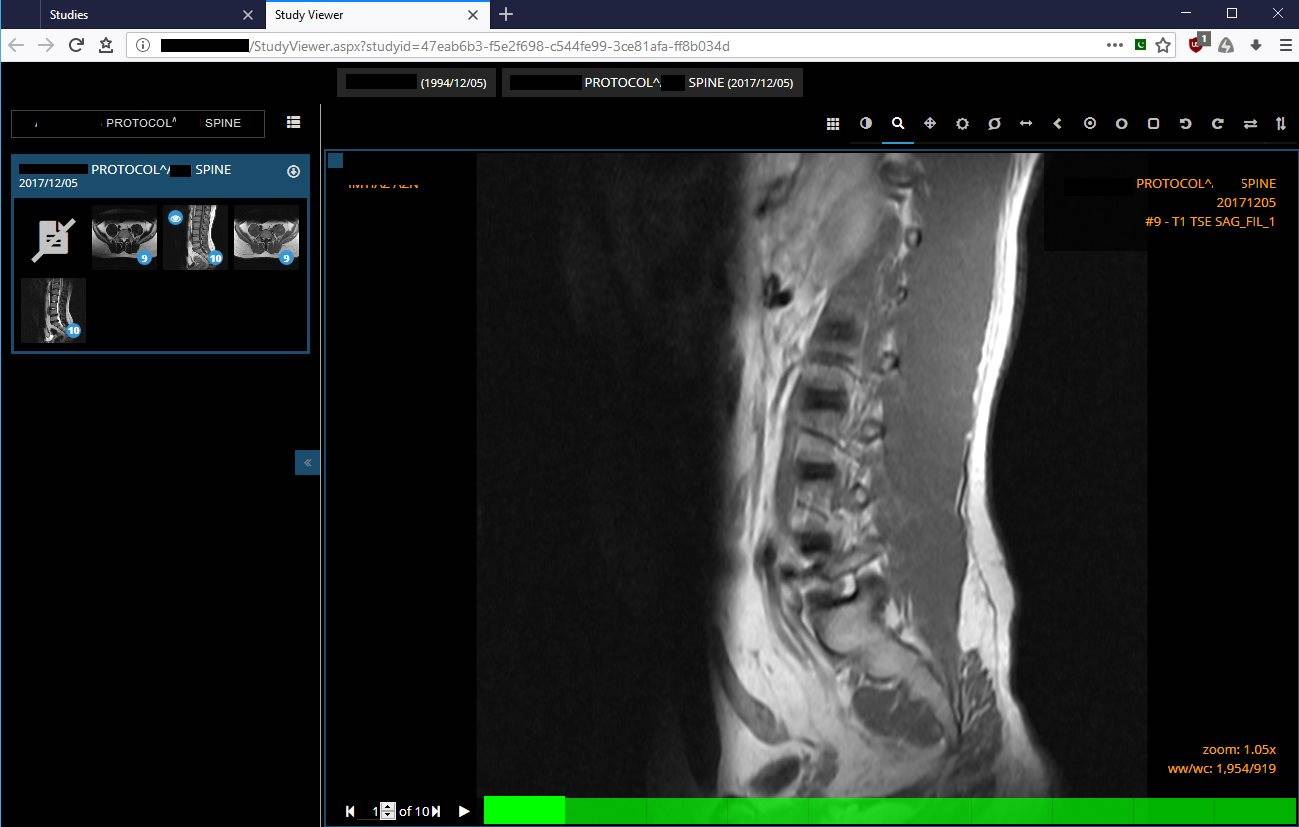 Studies
Study Viewer
/StudyViewer.aspx?studyid=47eab6b3-f5e2f698-c544fe99-3ce81afa-ff8b034d
1
(1994/12/05)
PROTOCOL^ SPINE (2017/12/05)
PROTOCOL^ SPINE
PROTOCOL^/ SPINE
2017/12/05
9
10
9
10
PROTOCOL^ SPINE
20171205
#9 - T1 TSE SAG_FIL_1
zoom: 1.05x
ww/wc: 1,954/919
1 of 10